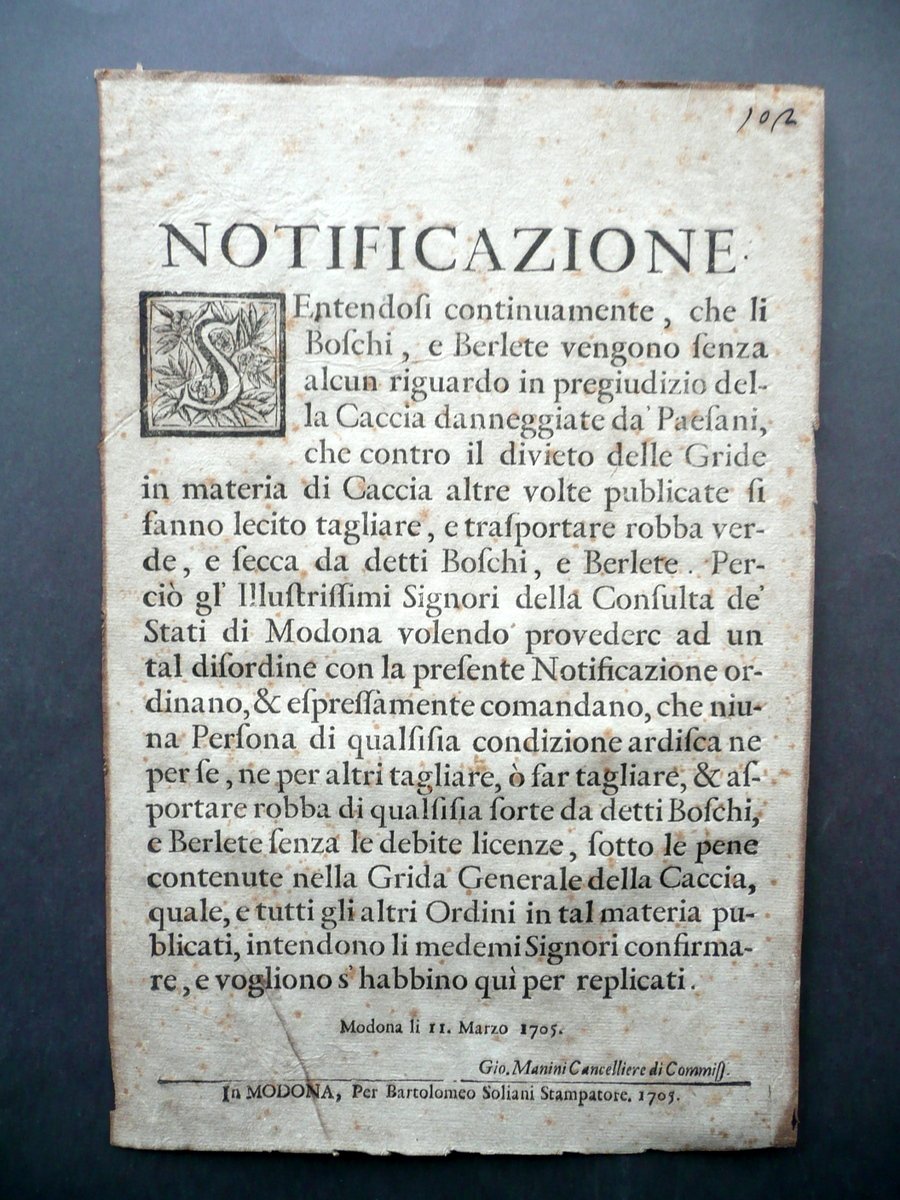 102
NOTIFICAZIONE.
SEntendosi continuamente, che li
Boſchi, e Berlete vengono ſenza
alcun riguardo in pregiudizio del-
la Caccia danneggiate da' Paeſani,
che contro il divieto delle Gride
in materia di Caccia altre volte publicate ſi
fanno lecito tagliare, e traſportare robba ver-
de, e ſecca da detti Boſchi, e Berlete. Per-
ciò gl' Illuſtriſſimi Signori della Conſulta de'
Stati di Modona volendo provedere ad un
tal diſordine con la preſente Notificazione or-
dinano, & eſpreſſamente comandano, che niu-
na Perſona di qualſiſia condizione ardiſca ne
per ſe, ne per altri tagliare, ò far tagliare, & aſ-
portare robba di qualſiſia ſorte da detti Boſchi,
e Berlete ſenza le debite licenze, ſotto le pene
contenute nella Grida Generale della Caccia,
quale, e tutti gli altri Ordini in tal materia pu-
blicati, intendono li medemi Signori confirma-
re, e vogliono s' habbino quì per replicati.
Modona li 11. Marzo 1705.
Gio. Manini Cancelliere di Commiſſ.
In MODONA, Per Bartolomeo Soliani Stampatore. 1705.